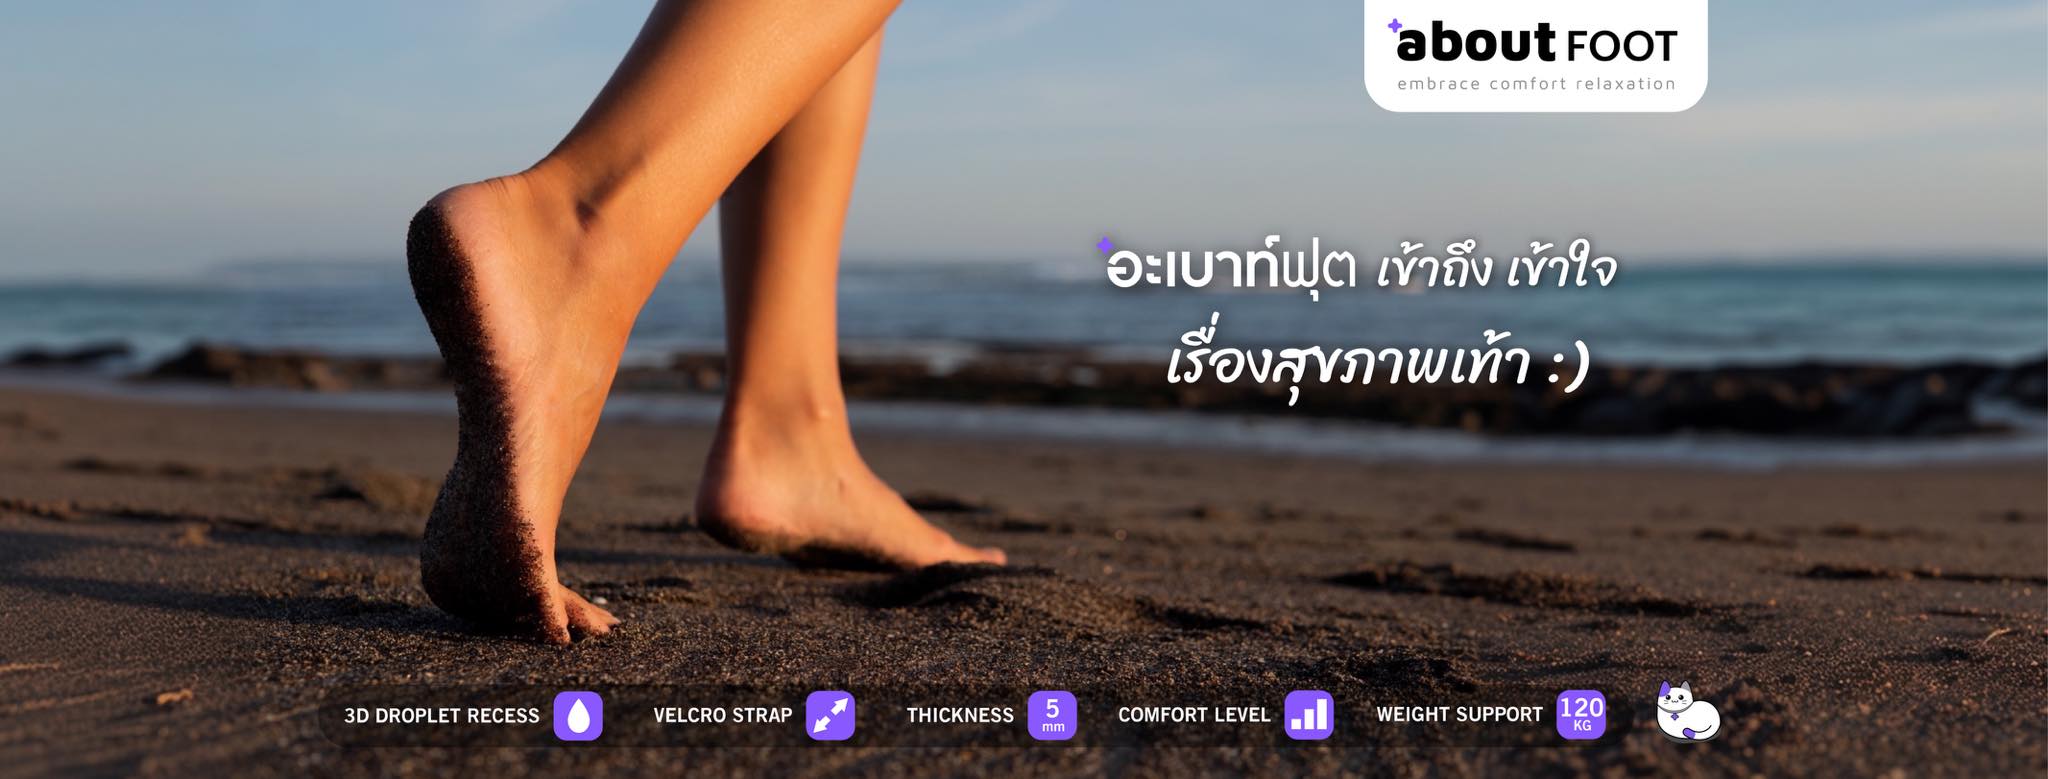 about FOOT
embrace comfort relaxation
อะเบาท์ฟุต เข้าถึง เข้าใจ
เรื่องสุขภาพเท้า :)
3D DROPLET RECESS
VELCRO STRAP
THICKNESS 5 mm
COMFORT LEVEL
WEIGHT SUPPORT 120 KG